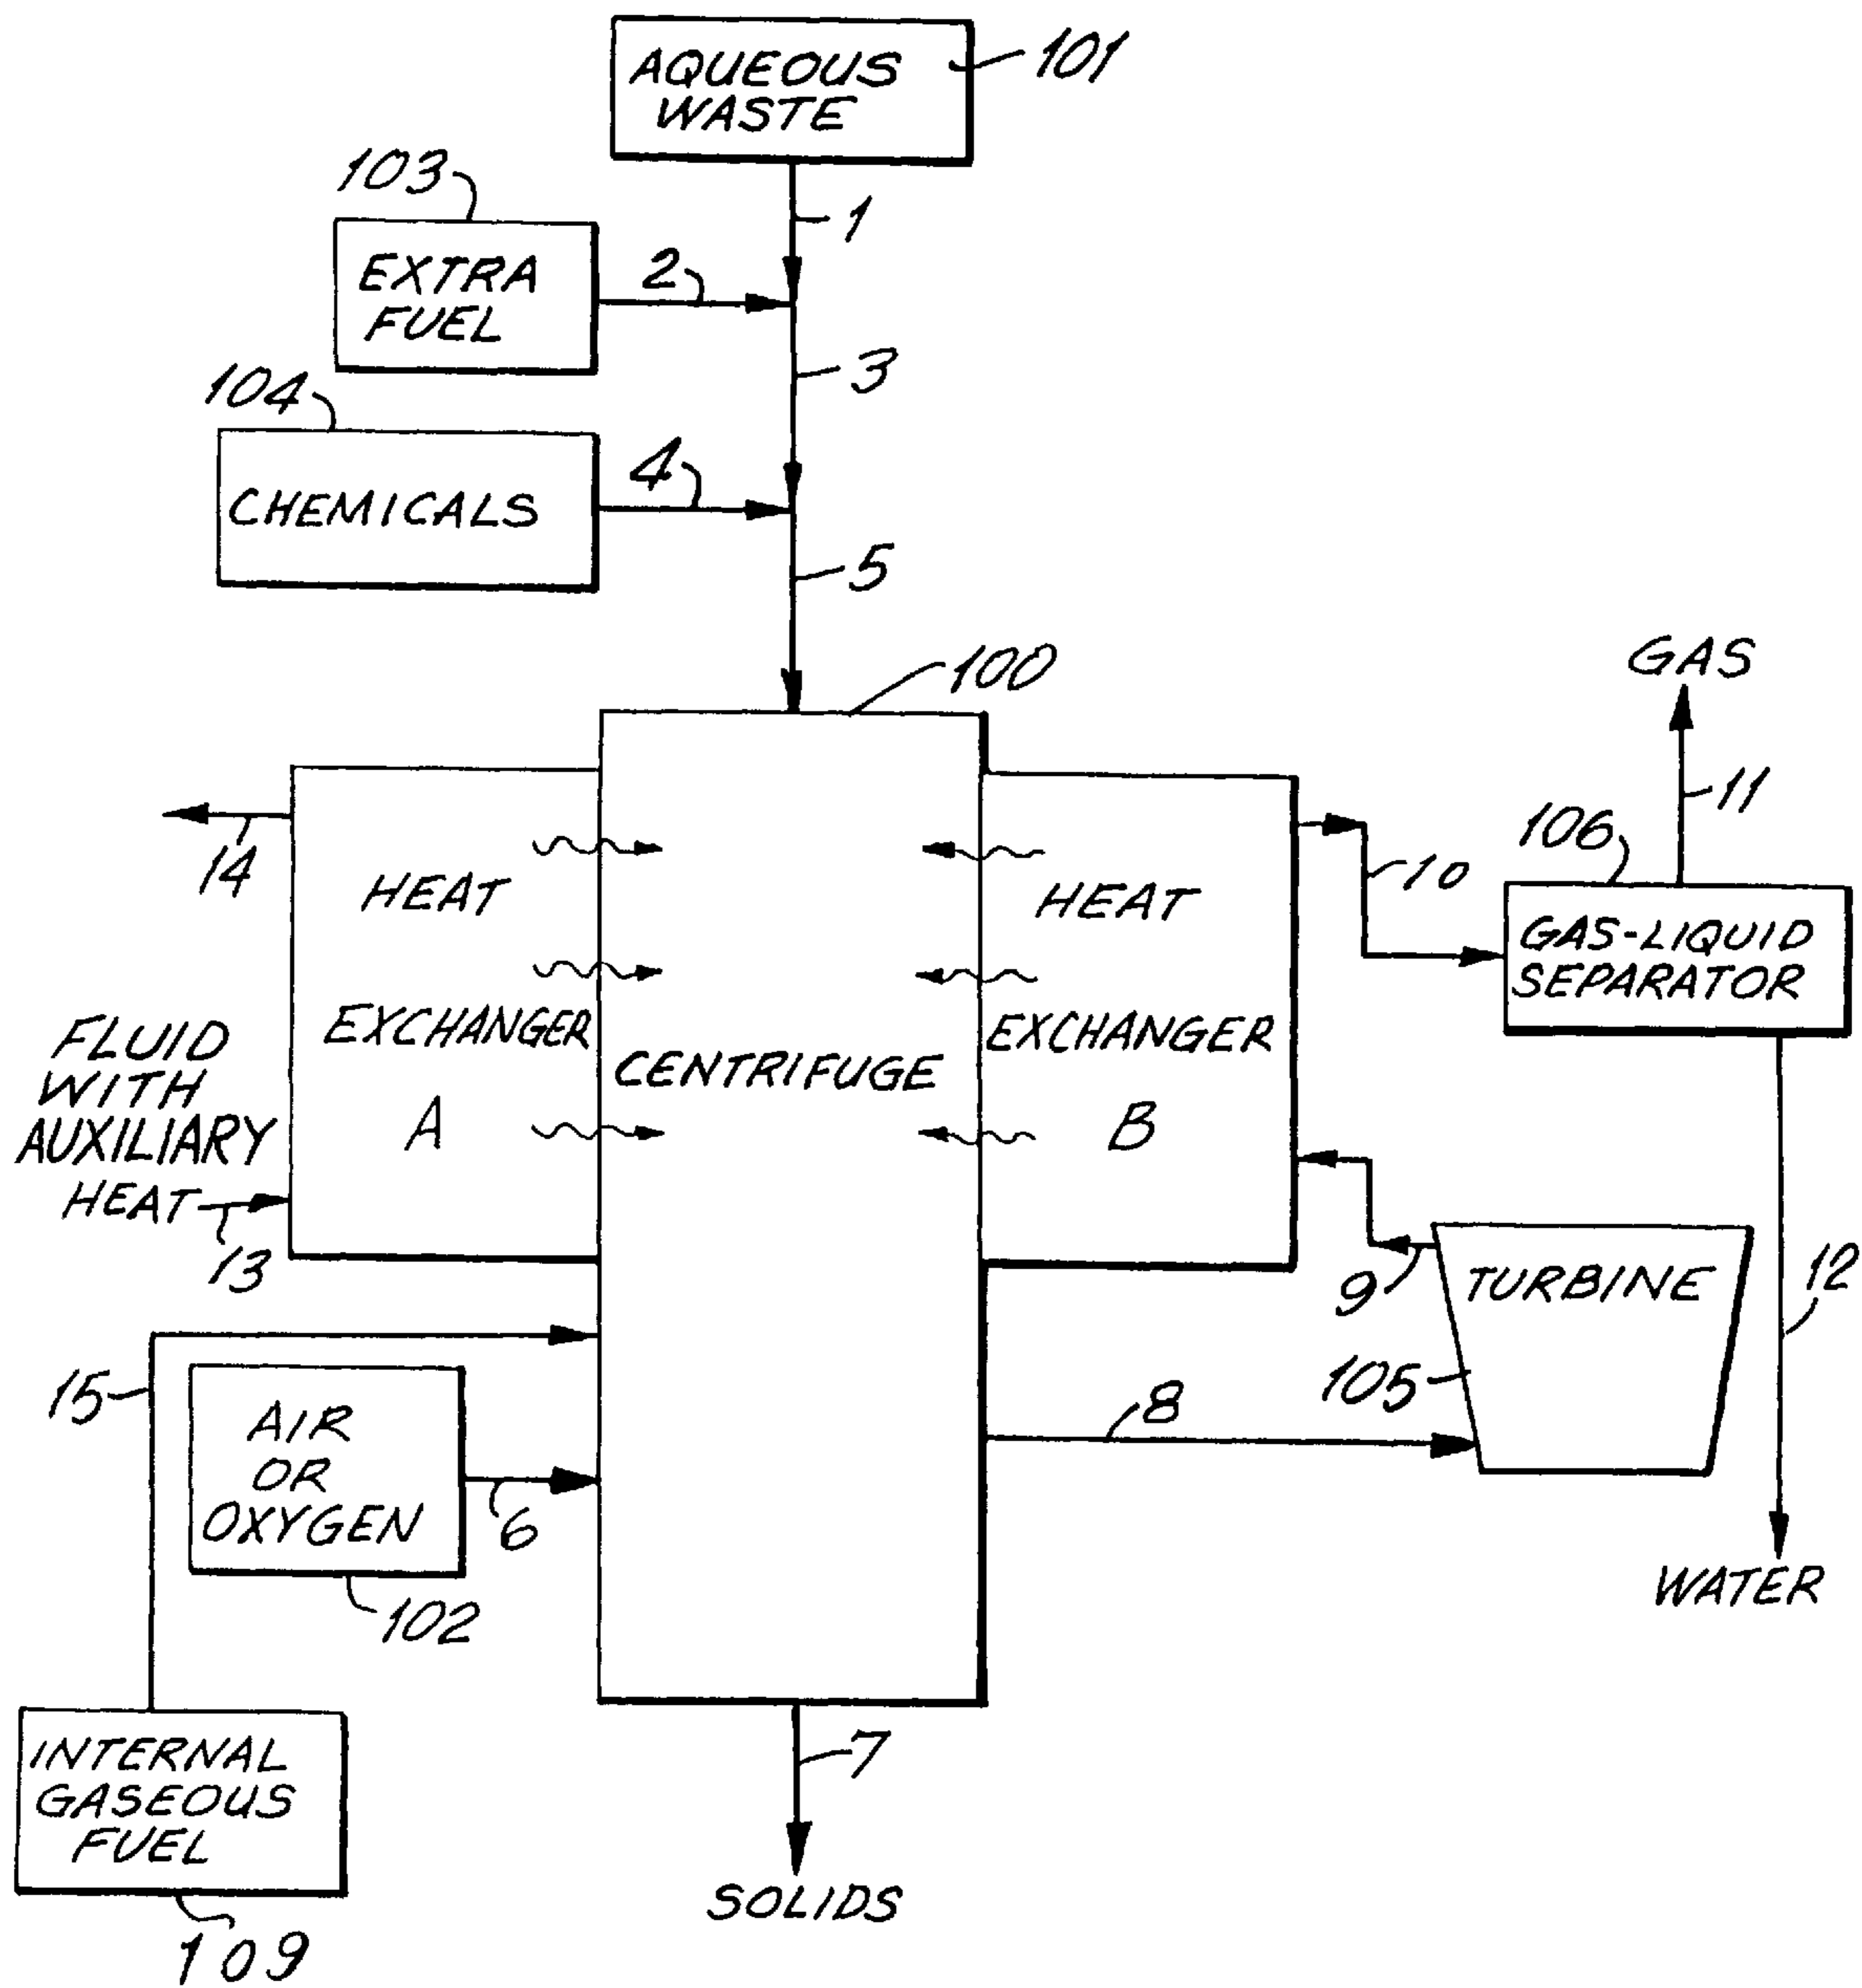 AQUEOUS
WASTE
101
103
1
EXTRA
FUEL
2
3
104
CHEMICALS
4
5
100
GAS
11
106
14
HEAT
HEAT
10
GAS-LIQUID
SEPARATOR
FLUID
WITH
AUXILIARY
HEAT
EXCHANGER
A
CENTRIFUGE
EXCHANGER
B
13
9
TURBINE
12
105
15
AIR
OR
OXYGEN
6
8
102
WATER
INTERNAL
GASEOUS
FUEL
7
109
SOLIDS